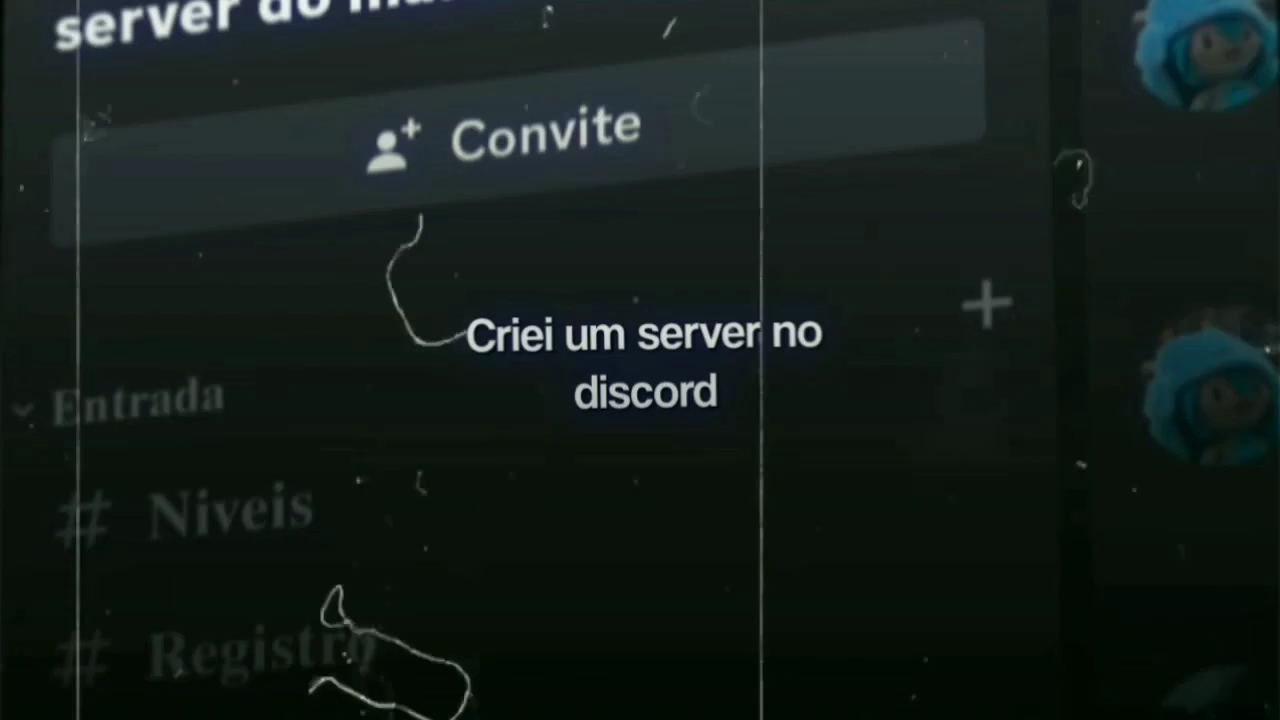 server do
Convite
Criei um server no
discord
Entrada
# Niveis
# Registro